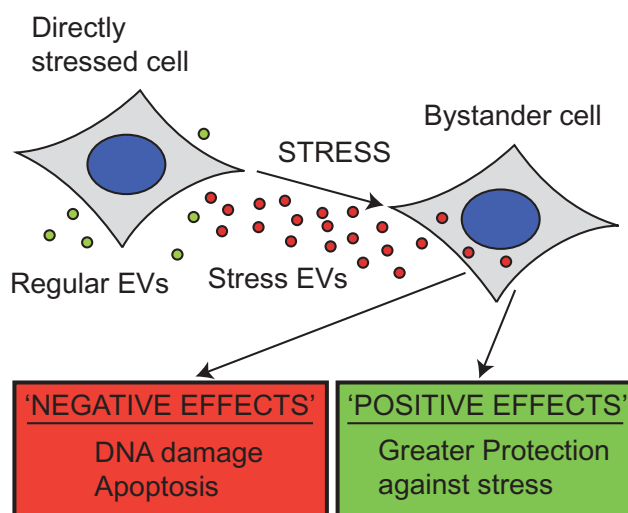 Directly
stressed cell
Bystander cell
STRESS
Regular EVs
Stress EVs
‘NEGATIVE EFFECTS’
DNA damage
Apoptosis
‘POSITIVE EFFECTS’
Greater Protection
against stress